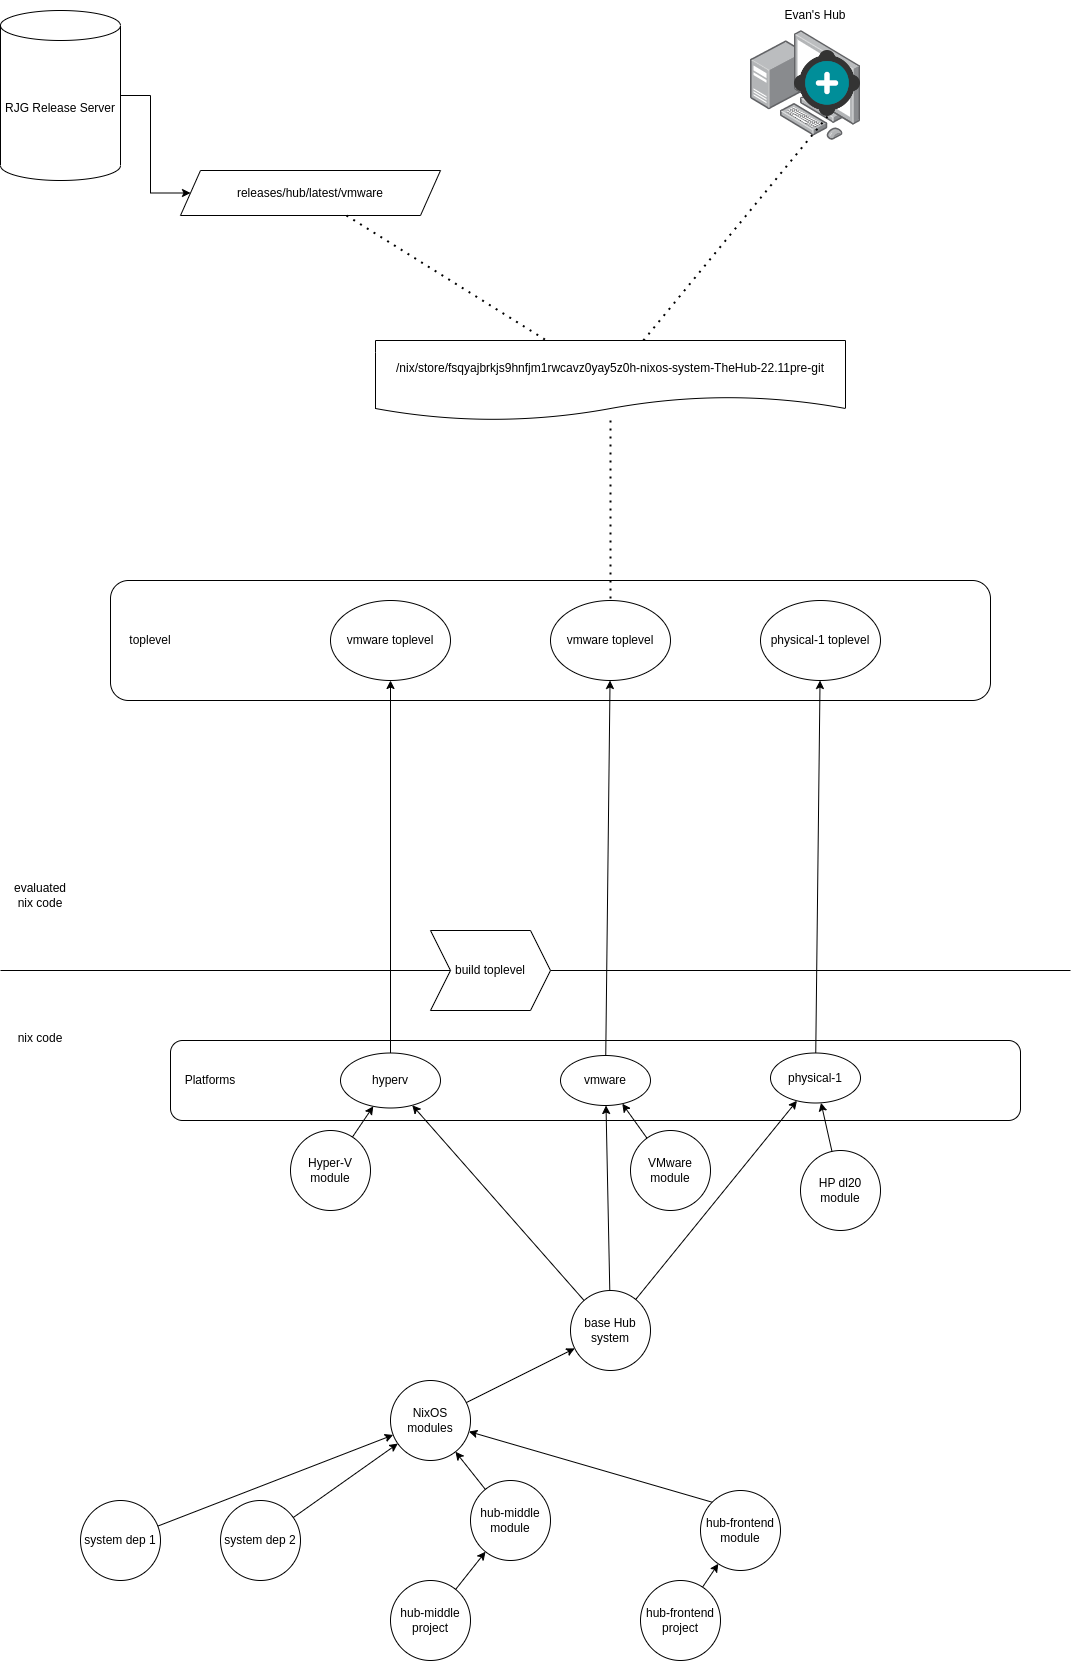 Evan's Hub
RJG Release Server
releases/hub/latest/vmware
/nix/store/fsqyajbrkjs9hnfjm1rwcavz0yay5z0h-nixos-system-TheHub-22.11pre-git
toplevel
vmware toplevel
vmware toplevel
physical-1 toplevel
evaluated
nix code
build toplevel
nix code
Platforms
hyperv
vmware
physical-1
Hyper-V
module
VMware
module
HP dl20
module
base Hub
system
NixOS
modules
system dep 1
system dep 2
hub-middle
module
hub-frontend
module
hub-middle
project
hub-frontend
project